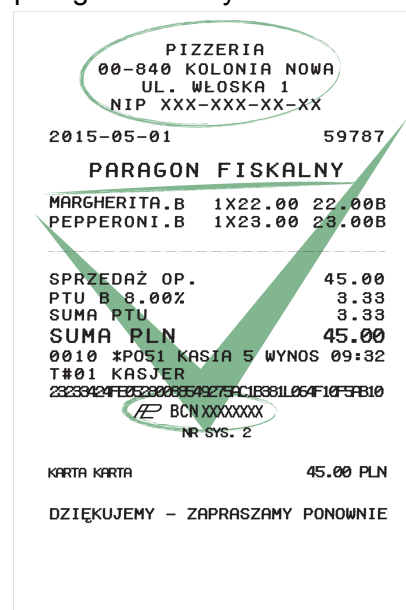 PIZZERIA
00-840 KOLONIA NOWA
UL. WŁOSKA 1
NIP XXX-XXX-XX-XX
2015-05-01 59787
PARAGON FISKALNY
MARGHERITA.B 1X22.00 22.00B
PEPPERONI.B 1X23.00 23.00B
SPRZEDAŻ OP. 45.00
PTU B 8.00% 3.33
SUMA PTU 3.33
SUMA PLN 45.00
0010 *PO51 KASIA 5 WYNOS 09:32
T#01 KASJER
BCN XXXXXXXX
NR SYS. 2
KARTA KARTA 45.00 PLN
DZIĘKUJEMY – ZAPRASZAMY PONOWNIE